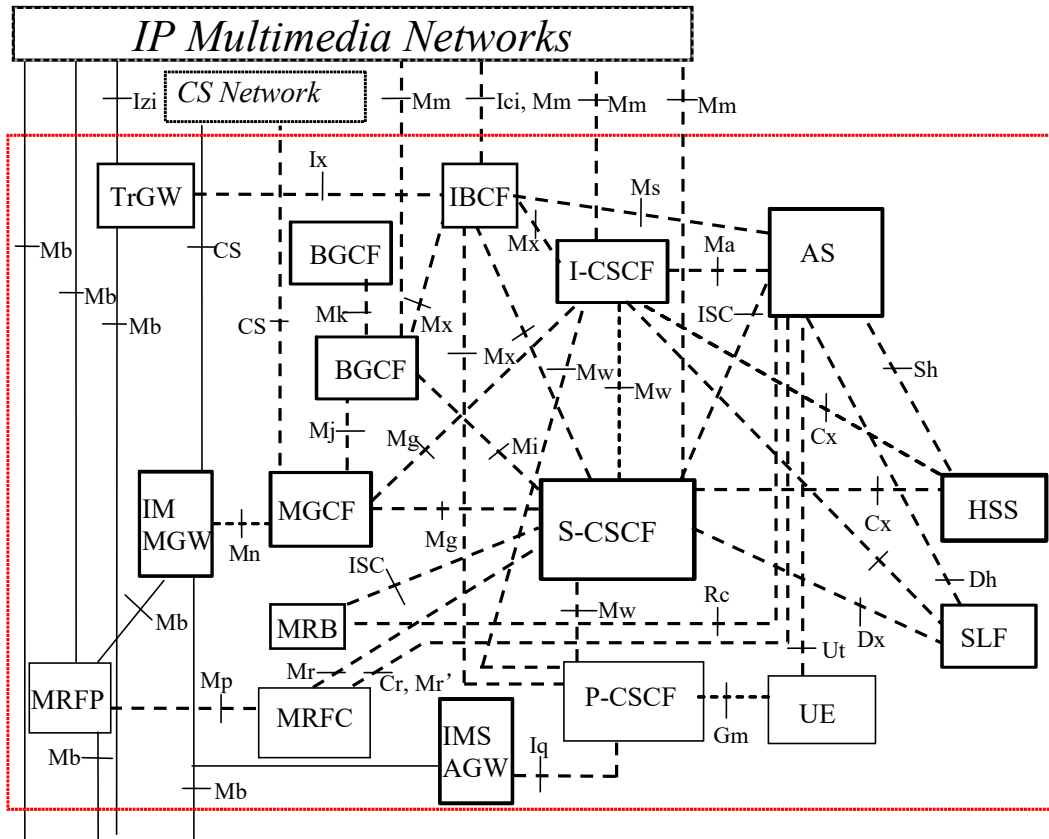 IP Multimedia Networks
Izi
CS Network
Mm
Ici, Mm
Mm
Mm
TrGW
Ix
IBCF
Ms
Mx
Ma
AS
Mb
CS
BGCF
I-CSCF
Mb
Mk
Mx
ISC
Mb
CS
Mx
Mw
Mw
Sh
BGCF
Mj
Mg
Mi
Cx
IM
MGW
Mn
MGCF
Mg
S-CSCF
Cx
HSS
ISC
Mb
MRB
Mw
Rc
Dx
Dh
SLF
Mr
Cr, Mr’
Ut
MRFP
Mp
MRFC
P-CSCF
Gm
UE
Mb
IMS
AGW
Iq
Mb